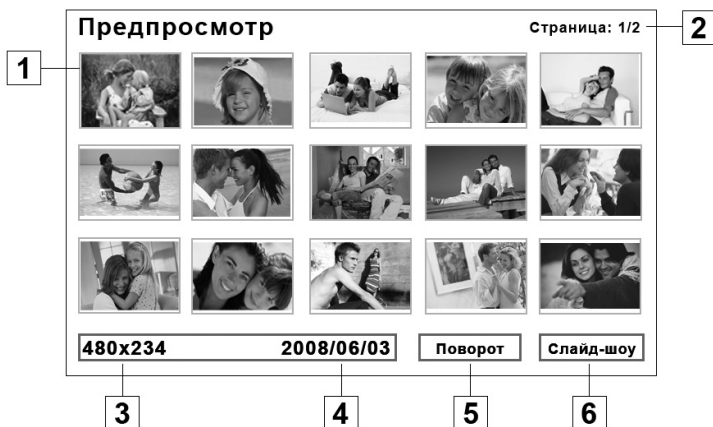 Предпросмотр
Страница: 1/2
2
1
480x234 2008/06/03 Поворот Слайд-шоу
3 4 5 6